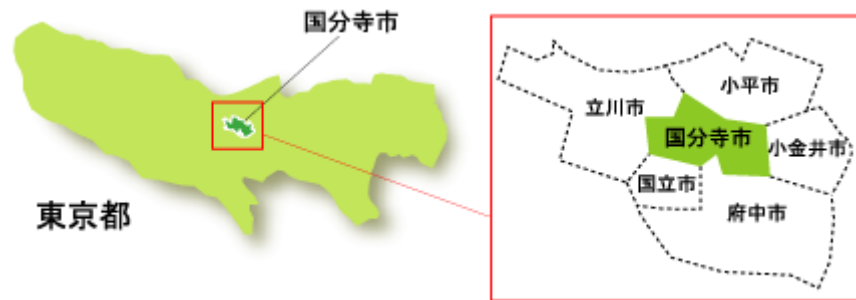 国分寺市
東京都
小平市
立川市
国分寺市
小金井市
国立市
府中市